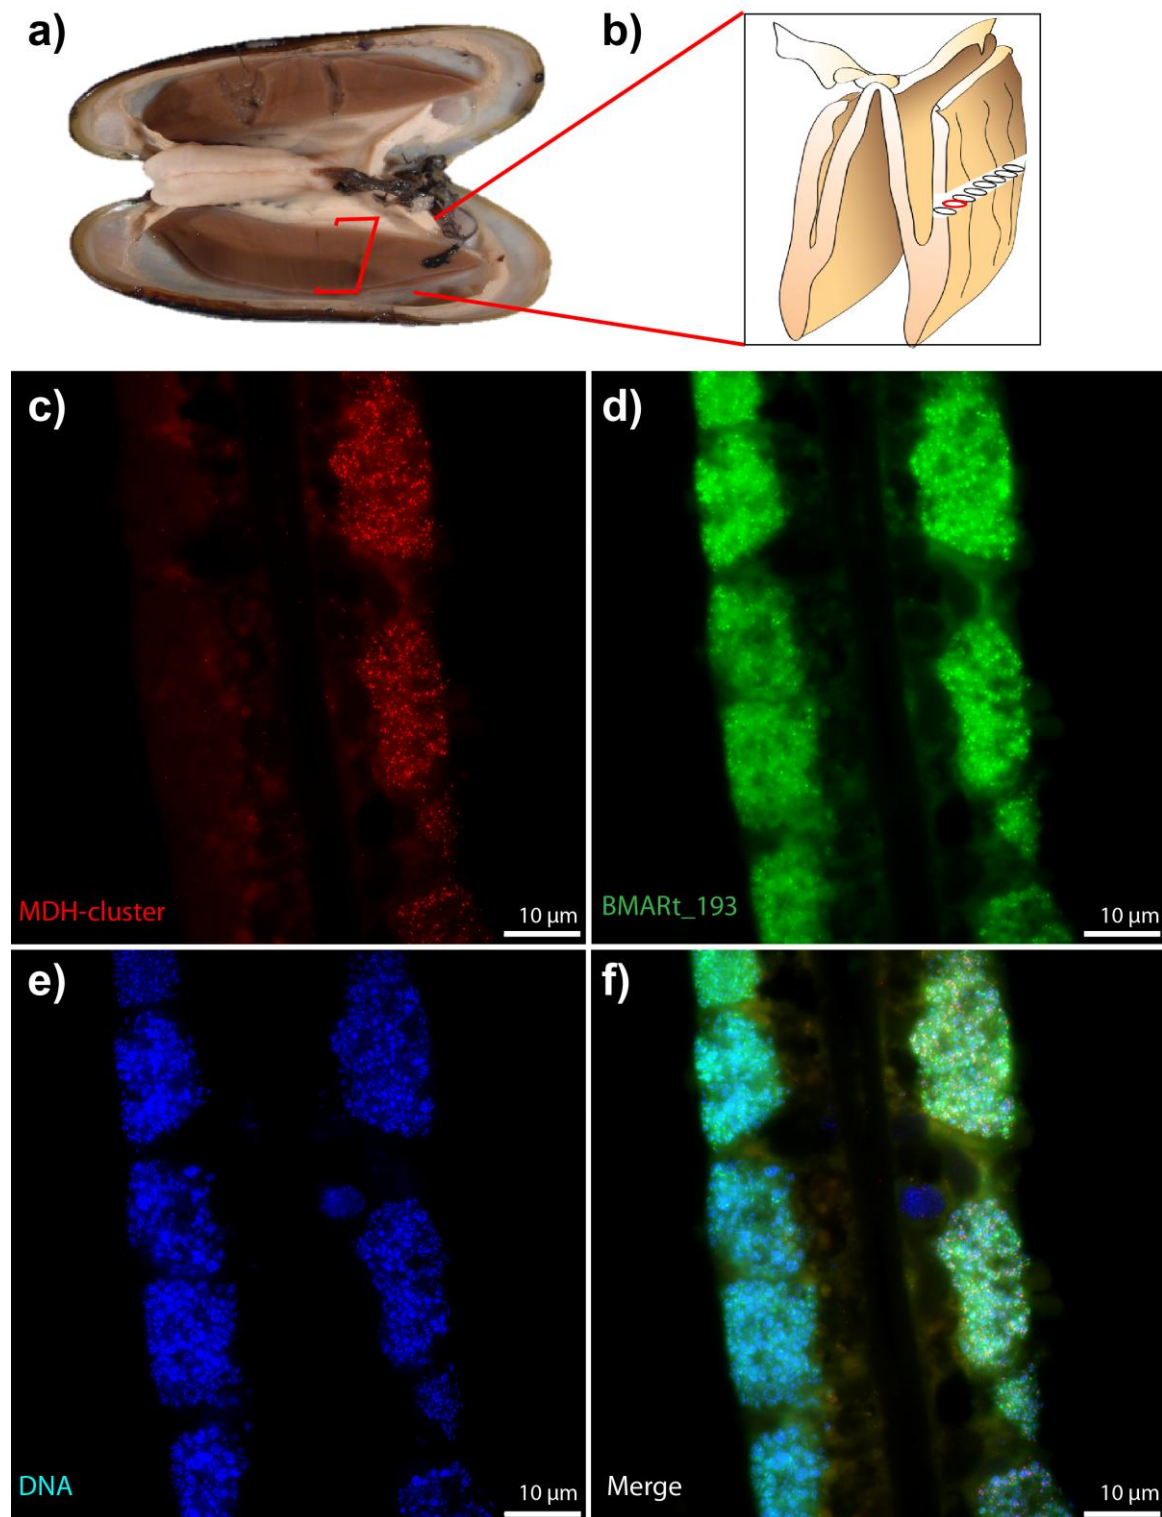 a)
b)
c)
MDH-cluster
10 µm
d)
BMARt_193
10 µm
e)
DNA
10 µm
f)
Merge
10 µm